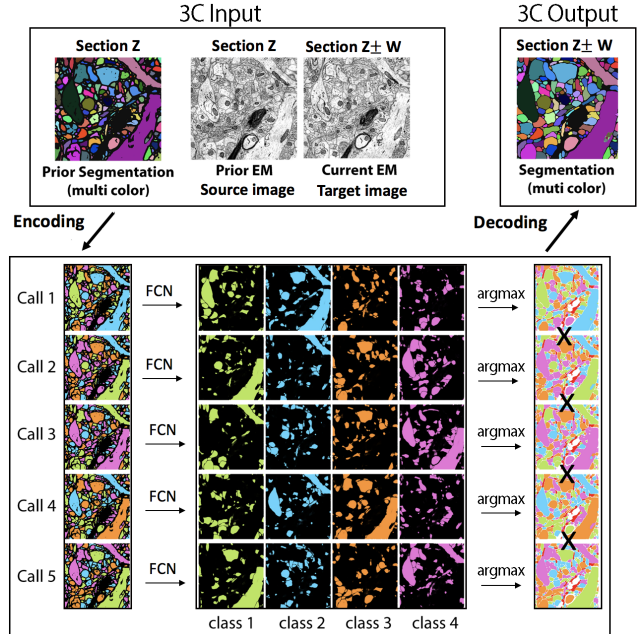 3C Input
3C Output
Section Z
Section Z
Section Z± W
Section Z± W
Prior Segmentation
(multi color)
Prior EM
Source image
Current EM
Target image
Segmentation
(muti color)
Encoding
Decoding
Call 1
FCN
argmax
X
Call 2
FCN
argmax
X
Call 3
FCN
argmax
X
Call 4
FCN
argmax
X
Call 5
FCN
argmax
class 1
class 2
class 3
class 4